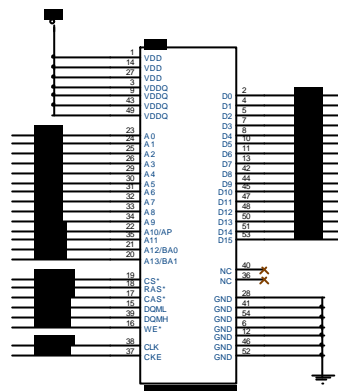 1 VDD
14 VDD
27 VDD
3 VDDQ
9 VDDQ
43 VDDQ
49 VDDQ
23 A0
24 A1
25 A2
26 A3
29 A4
30 A5
31 A6
32 A7
33 A8
34 A9
22 A10/AP
35 A11
21 A12/BA0
20 A13/BA1
19 CS*
18 RAS*
17 CAS*
15 DQML
39 DQMH
16 WE*
38 CLK
37 CKE
D0 2
D1 4
D2 5
D3 7
D4 8
D5 10
D6 11
D7 13
D8 42
D9 44
D10 45
D11 47
D12 48
D13 50
D14 51
D15 53
NC 40
NC 36
GND 28
GND 41
GND 54
GND 6
GND 12
GND 46
GND 52